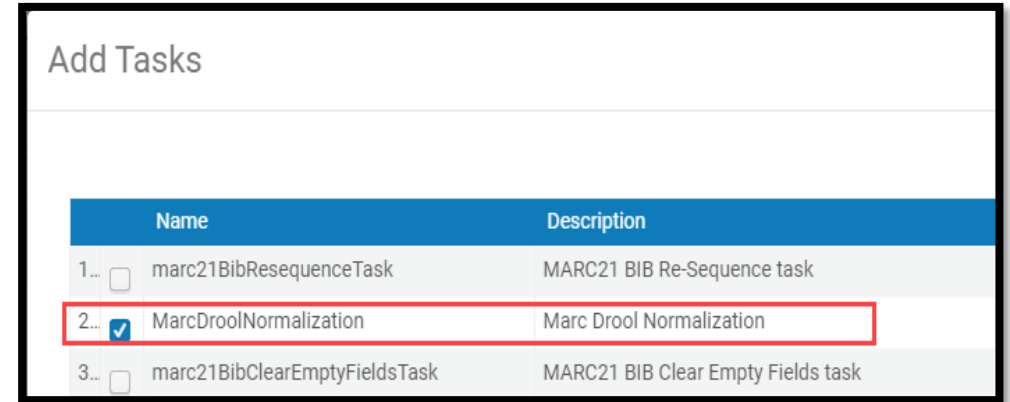 Add Tasks
Name Description
1.. marc21BibResequenceTask MARC21 BIB Re-Sequence task
2.. MarcDroolNormalization Marc Drool Normalization
3.. marc21BibClearEmptyFieldsTask MARC21 BIB Clear Empty Fields task